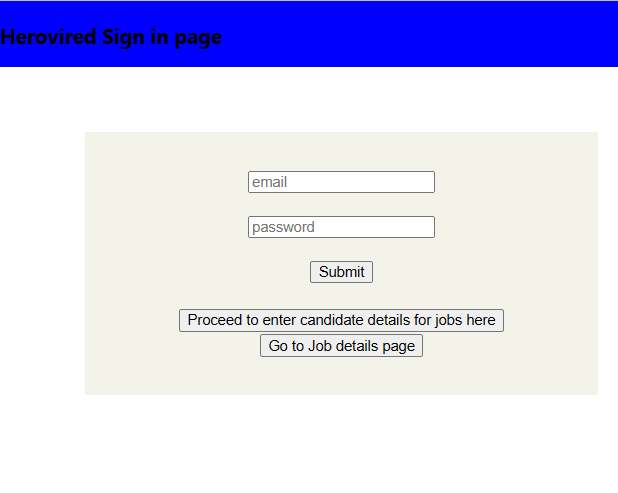 Herovired Sign in page
email
password
Submit
Proceed to enter candidate details for jobs here
Go to Job details page